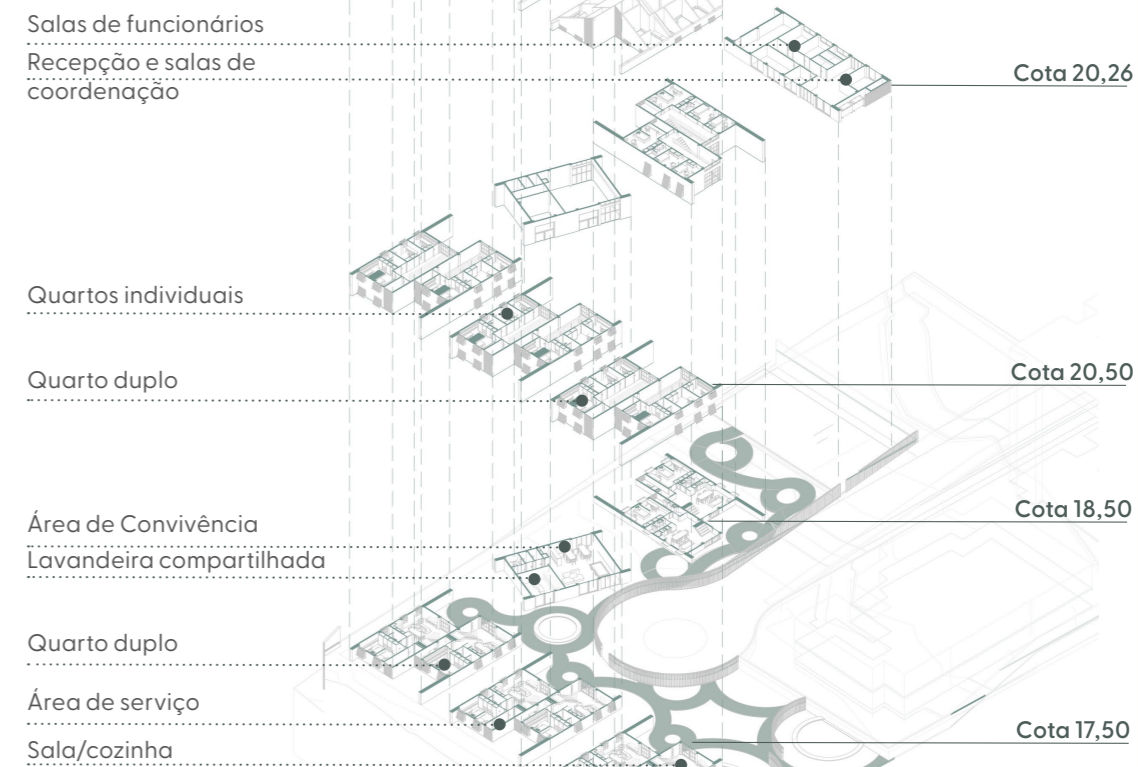 Salas de funcionários
Recepção e salas de
coordenação
Cota 20,26
Quartos individuais
Quarto duplo
Cota 20,50
Área de Convivência
Cota 18,50
Lavandeira compartilhada
Quarto duplo
Área de serviço
Cota 17,50
Sala/cozinha